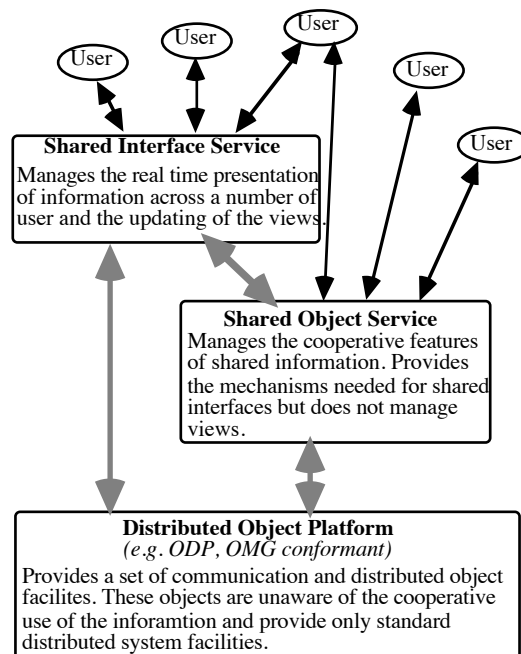 User
User
User
User
User
Shared Interface Service
Manages the real time presentation
of information across a number of
user and the updating of the views.
Shared Object Service
Manages the cooperative features
of shared information. Provides
the mechanisms needed for shared
interfaces but does not manage
views.
Distributed Object Platform
(e.g. ODP, OMG conformant)
Provides a set of communication and distributed object
facilites. These objects are unaware of the cooperative
use of the inforamtion and provide only standard
distributed system facilities.